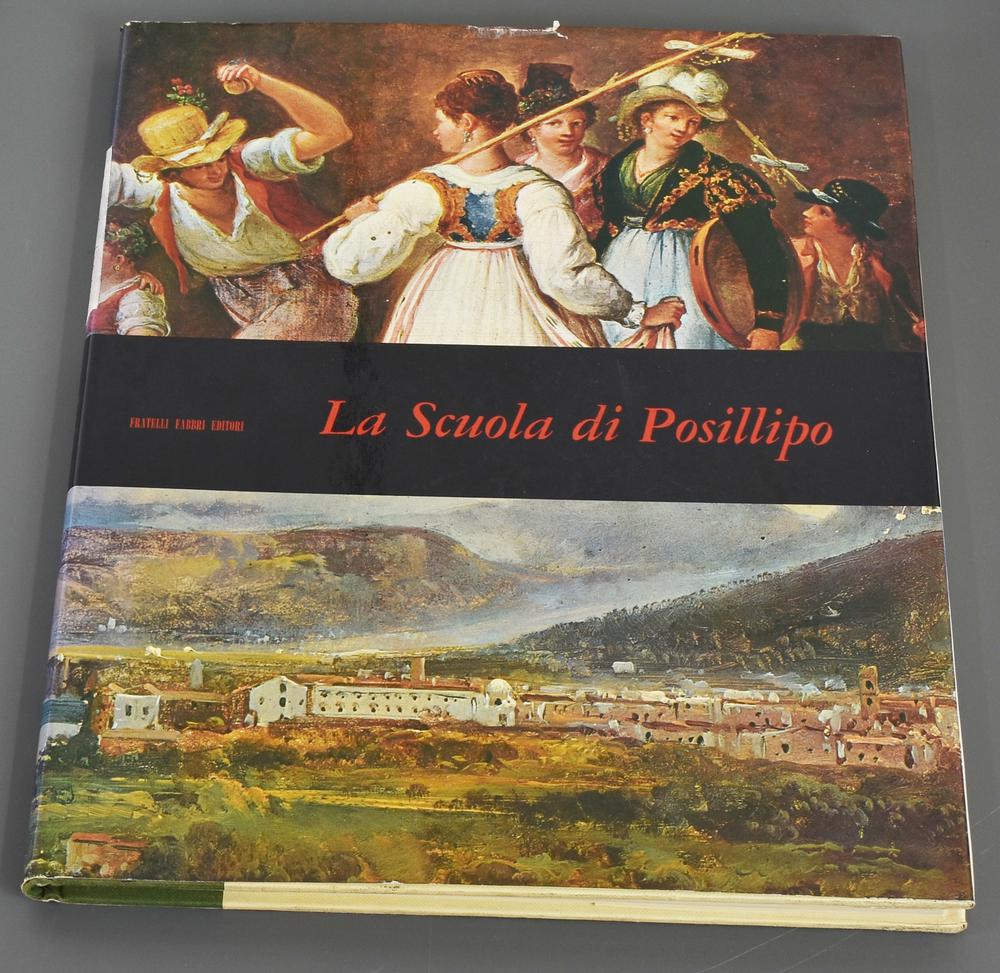 FRATELLI FABBRI EDITORI
La Scuola di Posillipo